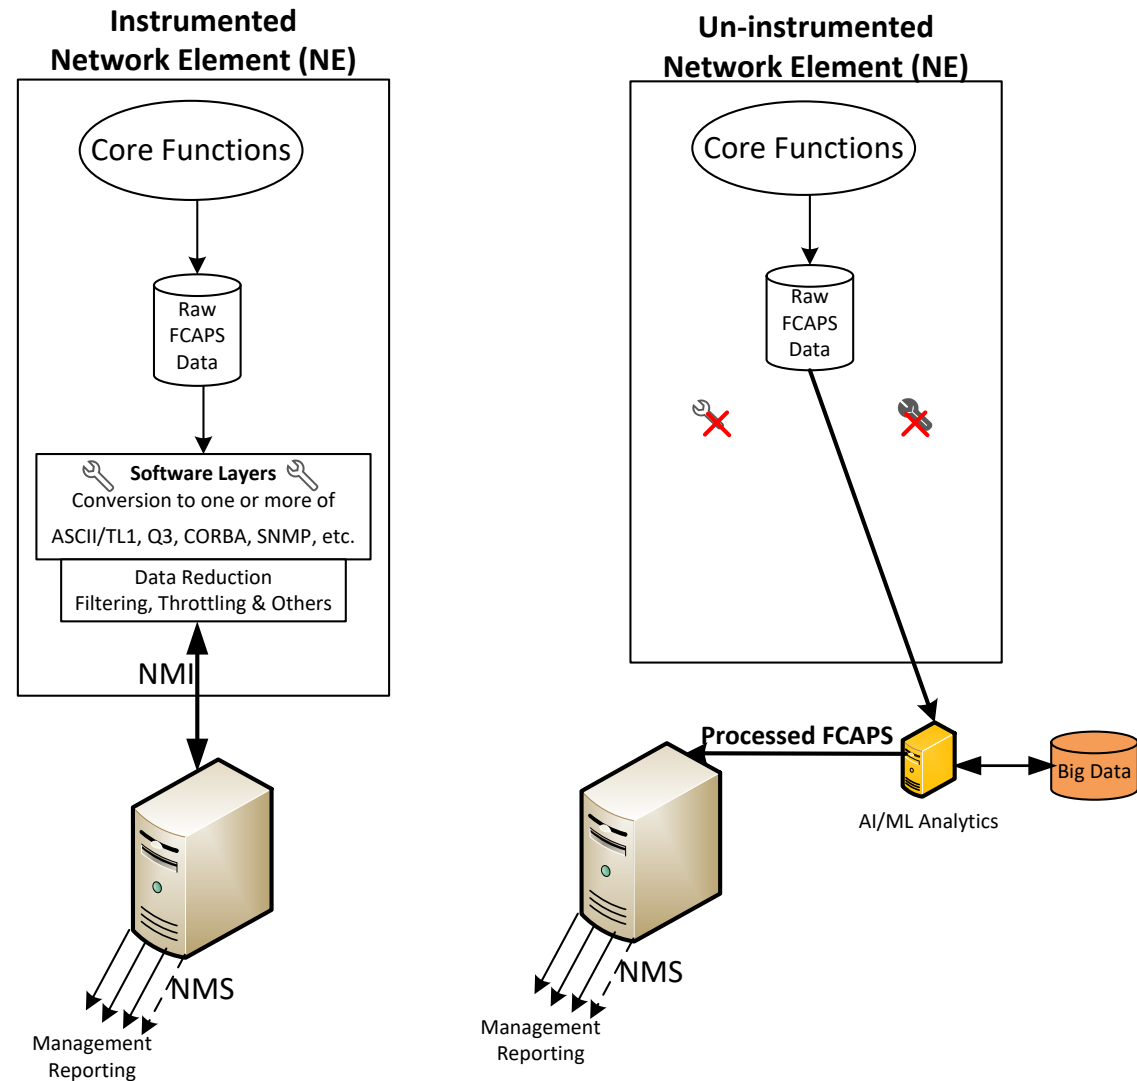 Instrumented
Network Element (NE)
Core Functions
Raw
FCAPS
Data
Software Layers
Conversion to one or more of
ASCII/TL1, Q3, CORBA, SNMP, etc.
Data Reduction
Filtering, Throttling & Others
NMI
NMS
Management
Reporting
Un-instrumented
Network Element (NE)
Core Functions
Raw
FCAPS
Data
Processed FCAPS
Big Data
AI/ML Analytics
NMS
Management
Reporting